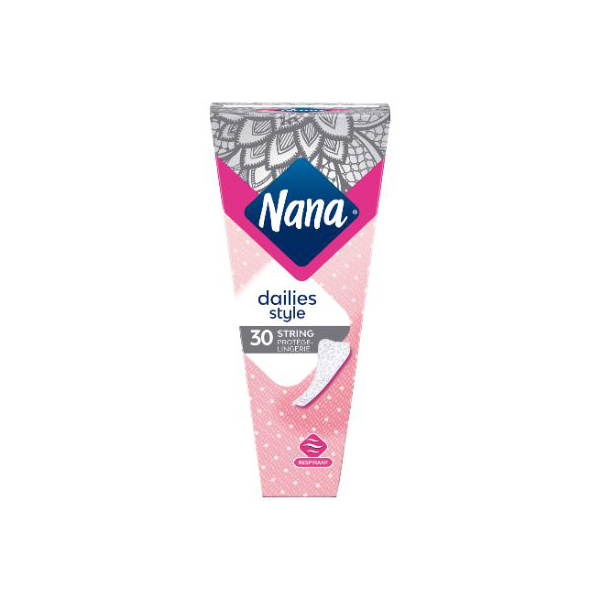 Nana®
dailies
style
30 STRING
PROTÈGE-
LINGERIE
RESPIRANT